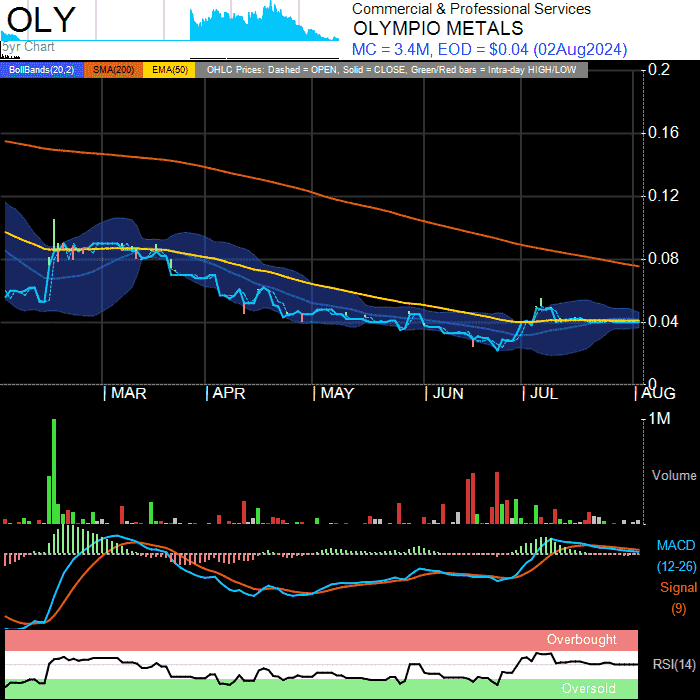 OLY
5yr Chart
Commercial & Professional Services
OLYMPIO METALS
MC = 3.4M, EOD = $0.04 (02Aug2024)
BollBands(20,2) SMA(200) EMA(50) OHLC Prices: Dashed = OPEN, Solid = CLOSE, Green/Red bars = Intra-day HIGH/LOW
0.2
0.16
0.12
0.08
0.04
0
MAR APR MAY JUN JUL AUG
1M
Volume
MACD
(12-26)
Signal
(9)
Overbought
RSI(14)
Oversold